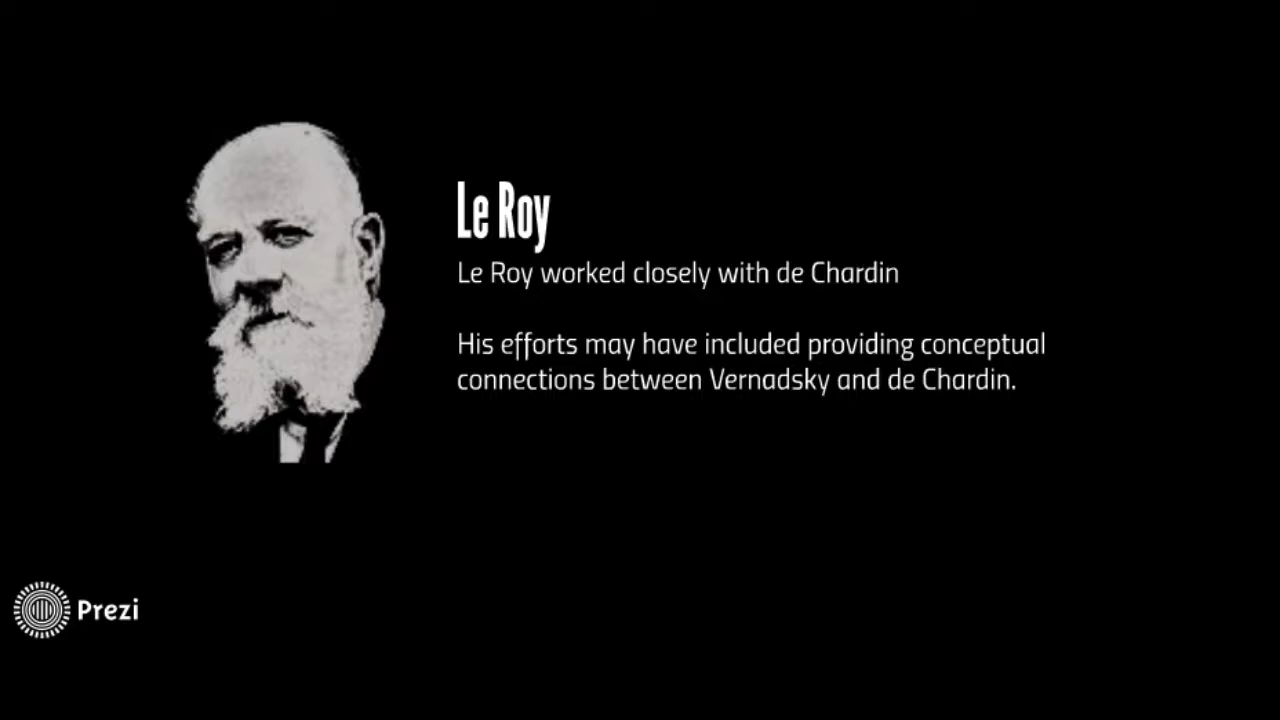 Le Roy
Le Roy worked closely with de Chardin
His efforts may have included providing conceptual
connections between Vernadsky and de Chardin.
Prezi